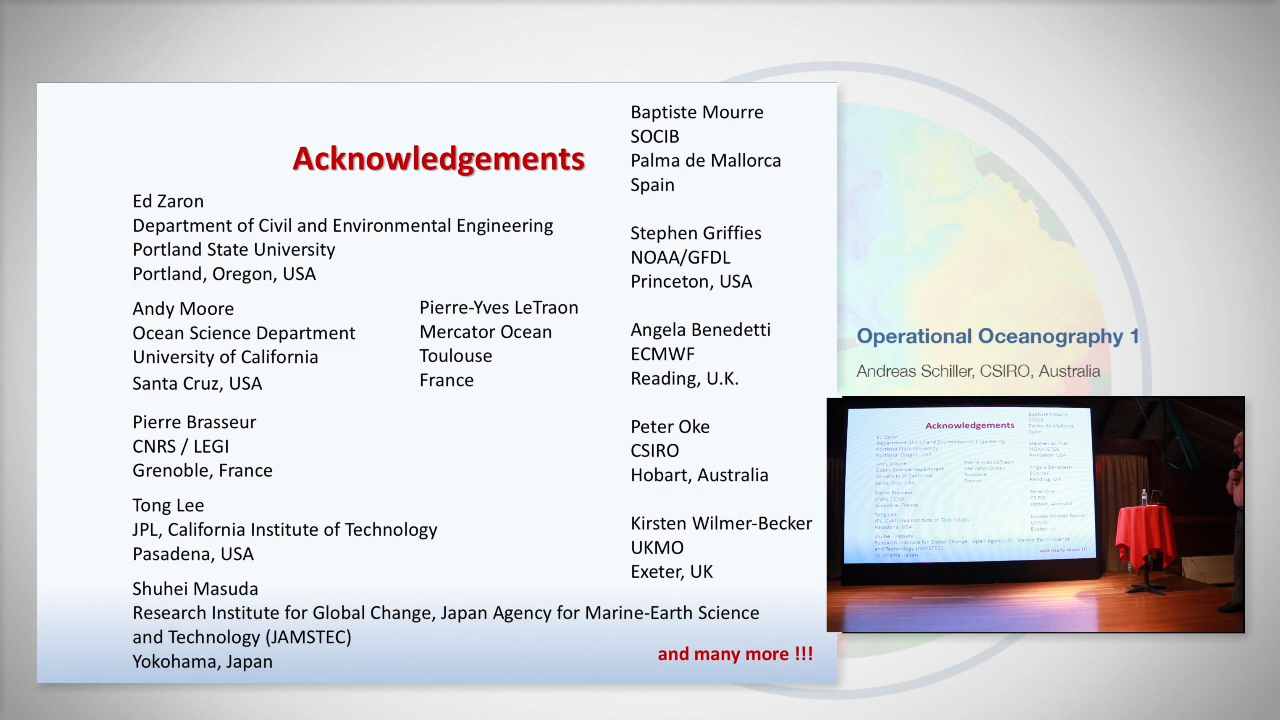 Acknowledgements
Ed Zaron
Department of Civil and Environmental Engineering
Portland State University
Portland, Oregon, USA
Andy Moore
Ocean Science Department
University of California
Santa Cruz, USA
Pierre-Yves LeTraon
Mercator Ocean
Toulouse
France
Pierre Brasseur
CNRS / LEGI
Grenoble, France
Tong Lee
JPL, California Institute of Technology
Pasadena, USA
Shuhei Masuda
Research Institute for Global Change, Japan Agency for Marine-Earth Science
and Technology (JAMSTEC)
Yokohama, Japan
Baptiste Mourre
SOCIB
Palma de Mallorca
Spain
Stephen Griffies
NOAA/GFDL
Princeton, USA
Angela Benedetti
ECMWF
Reading, U.K.
Peter Oke
CSIRO
Hobart, Australia
Kirsten Wilmer-Becker
UKMO
Exeter, UK
and many more !!!
Operational Oceanography 1
Andreas Schiller, CSIRO, Australia
Acknowledgements